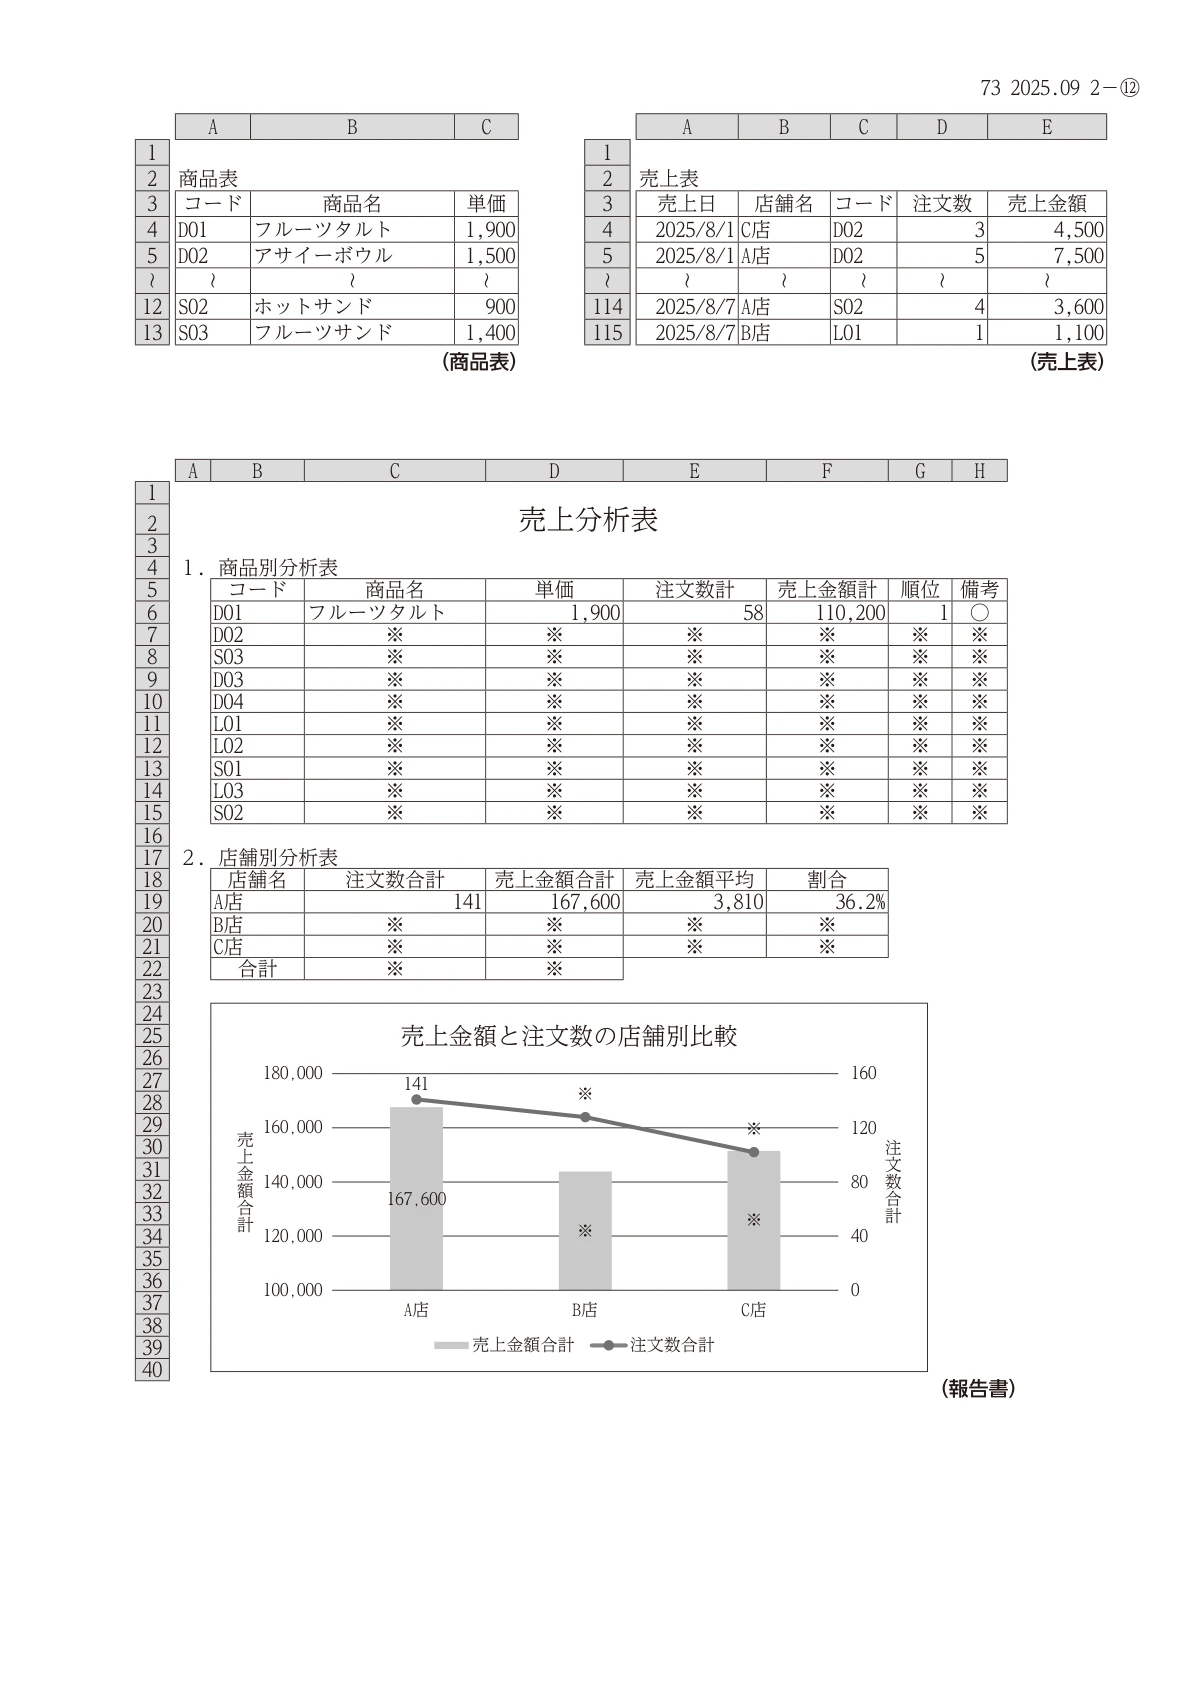 73 2025.09 2－⑫
A B C
1
2 商品表
3 コード 商品名 単価
4 D01 フルーツタルト 1,900
5 D02 アサイーボウル 1,500
～ ～ ～ ～
12 S02 ホットサンド 900
13 S03 フルーツサンド 1,400
(商品表)
A B C D E
1
2 売上表
3 売上日 店舗名 コード 注文数 売上金額
4 2025/8/1 C店 D02 3 4,500
5 2025/8/1 A店 D02 5 7,500
～ ～ ～ ～ ～ ～
114 2025/8/7 A店 S02 4 3,600
115 2025/8/7 B店 L01 1 1,100
(売上表)
A B C D E F G H
1
2 売上分析表
3
4 1．商品別分析表
5 コード 商品名 単価 注文数計 売上金額計 順位 備考
6 D01 フルーツタルト 1,900 58 110,200 1 ○
7 D02 ※ ※ ※ ※ ※ ※
8 S03 ※ ※ ※ ※ ※ ※
9 D03 ※ ※ ※ ※ ※ ※
10 D04 ※ ※ ※ ※ ※ ※
11 L01 ※ ※ ※ ※ ※ ※
12 L02 ※ ※ ※ ※ ※ ※
13 S01 ※ ※ ※ ※ ※ ※
14 L03 ※ ※ ※ ※ ※ ※
15 S02 ※ ※ ※ ※ ※ ※
16
17 2．店舗別分析表
18 店舗名 注文数合計 売上金額合計 売上金額平均 割合
19 A店 141 167,600 3,810 36.2%
20 B店 ※ ※ ※ ※
21 C店 ※ ※ ※ ※
22 合計 ※ ※
23
24
25
26
27
28
29
30
31
32
33
34
35
36
37
38
39
40
売上金額と注文数の店舗別比較
180,000
160,000
140,000
120,000
100,000
売上金額合計
141 ※ ※
167,600 ※ ※
160
120
80
40
0
注文数合計
A店 B店 C店
売上金額合計 注文数合計
(報告書)